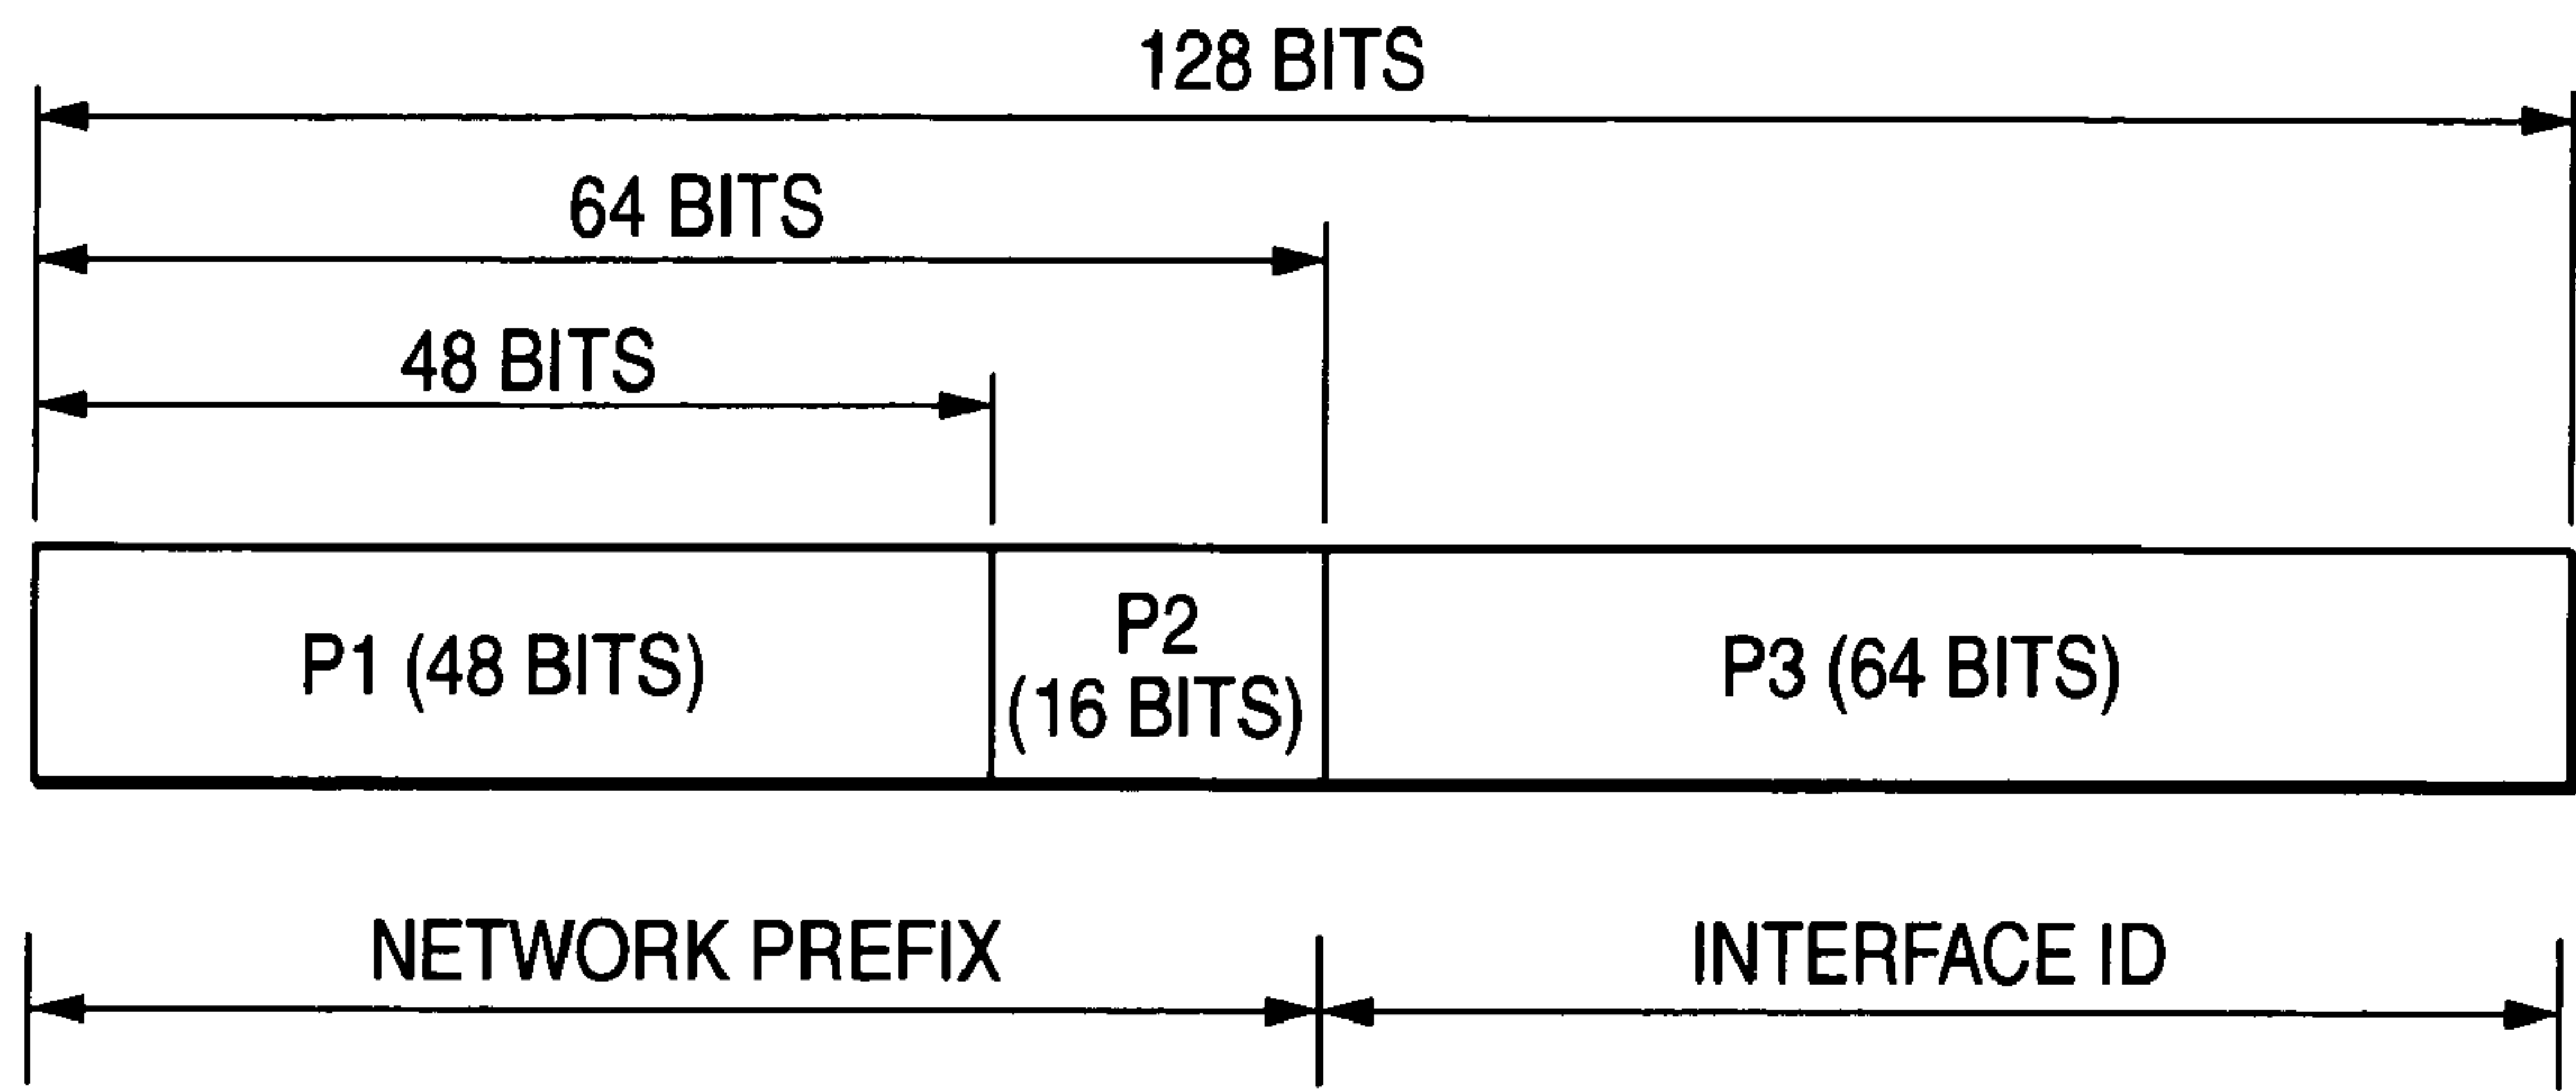 128 BITS
64 BITS
48 BITS
P1 (48 BITS)
P2
(16 BITS)
P3 (64 BITS)
NETWORK PREFIX
INTERFACE ID